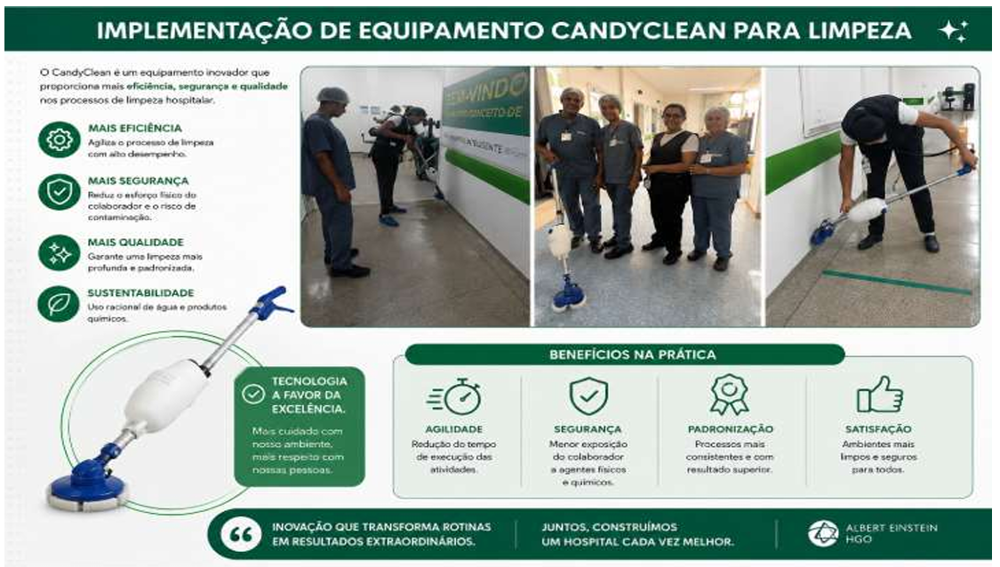 IMPLEMENTAÇÃO DE EQUIPAMENTO CANDYCLEAN PARA LIMPEZA
O CandyClean é um equipamento inovador que
proporciona mais eficiência, segurança e qualidade
nos processos de limpeza hospitalar.
MAIS EFICIÊNCIA
Agiliza o processo de limpeza
com alto desempenho.
MAIS SEGURANÇA
Reduz o esforço físico do
colaborador e o risco de
contaminação.
MAIS QUALIDADE
Garante uma limpeza mais
profunda e padronizada.
SUSTENTABILIDADE
Uso racional de água e produtos
químicos.
BEM-VINDO
CONCEITO DE
TECNOLOGIA
A FAVOR DA
EXCELÊNCIA.
Mais cuidado com
nosso ambiente,
mais respeito com
nossas pessoas.
BENEFÍCIOS NA PRÁTICA
AGILIDADE
Redução do tempo
de execução das
atividades.
SEGURANÇA
Menor exposição
do colaborador
a agentes físicos
e químicos.
PADRONIZAÇÃO
Processos mais
consistentes e com
resultado superior.
SATISFAÇÃO
Ambientes mais
limpos e seguros
para todos.
INOVAÇÃO QUE TRANSFORMA ROTINAS
EM RESULTADOS EXTRAORDINÁRIOS.
JUNTOS, CONSTRUÍMOS
UM HOSPITAL CADA VEZ MELHOR.
ALBERT EINSTEIN
HGO